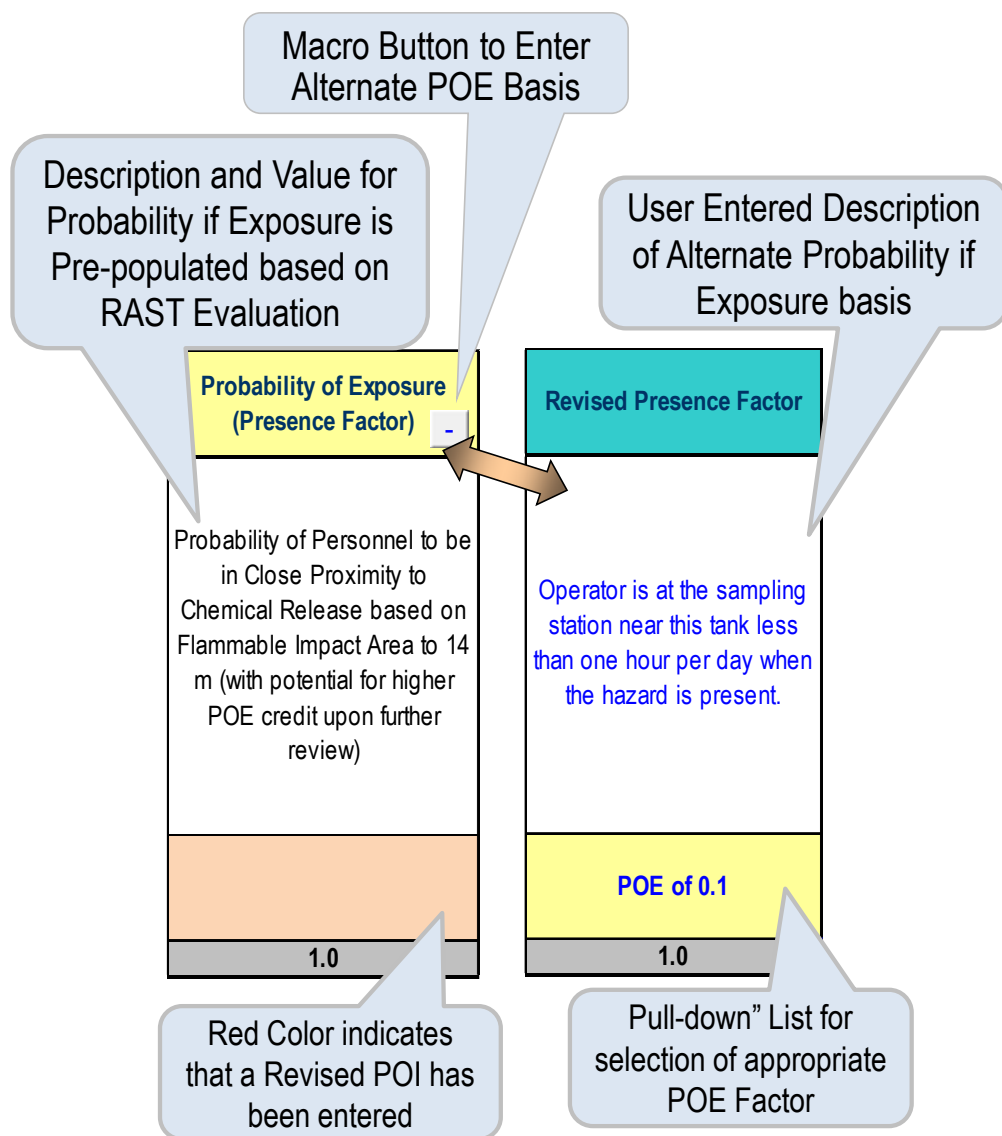 Macro Button to Enter
Alternate POE Basis
Description and Value for
Probability if Exposure is
Pre-populated based on
RAST Evaluation
User Entered Description
of Alternate Probability if
Exposure basis
Probability of Exposure
(Presence Factor)
-
Revised Presence Factor
Probability of Personnel to be
in Close Proximity to
Chemical Release based on
Flammable Impact Area to 14
m (with potential for higher
POE credit upon further
review)
Operator is at the sampling
station near this tank less
than one hour per day when
the hazard is present.
POE of 0.1
1.0
1.0
Red Color indicates
that a Revised POI has
been entered
Pull-down” List for
selection of appropriate
POE Factor